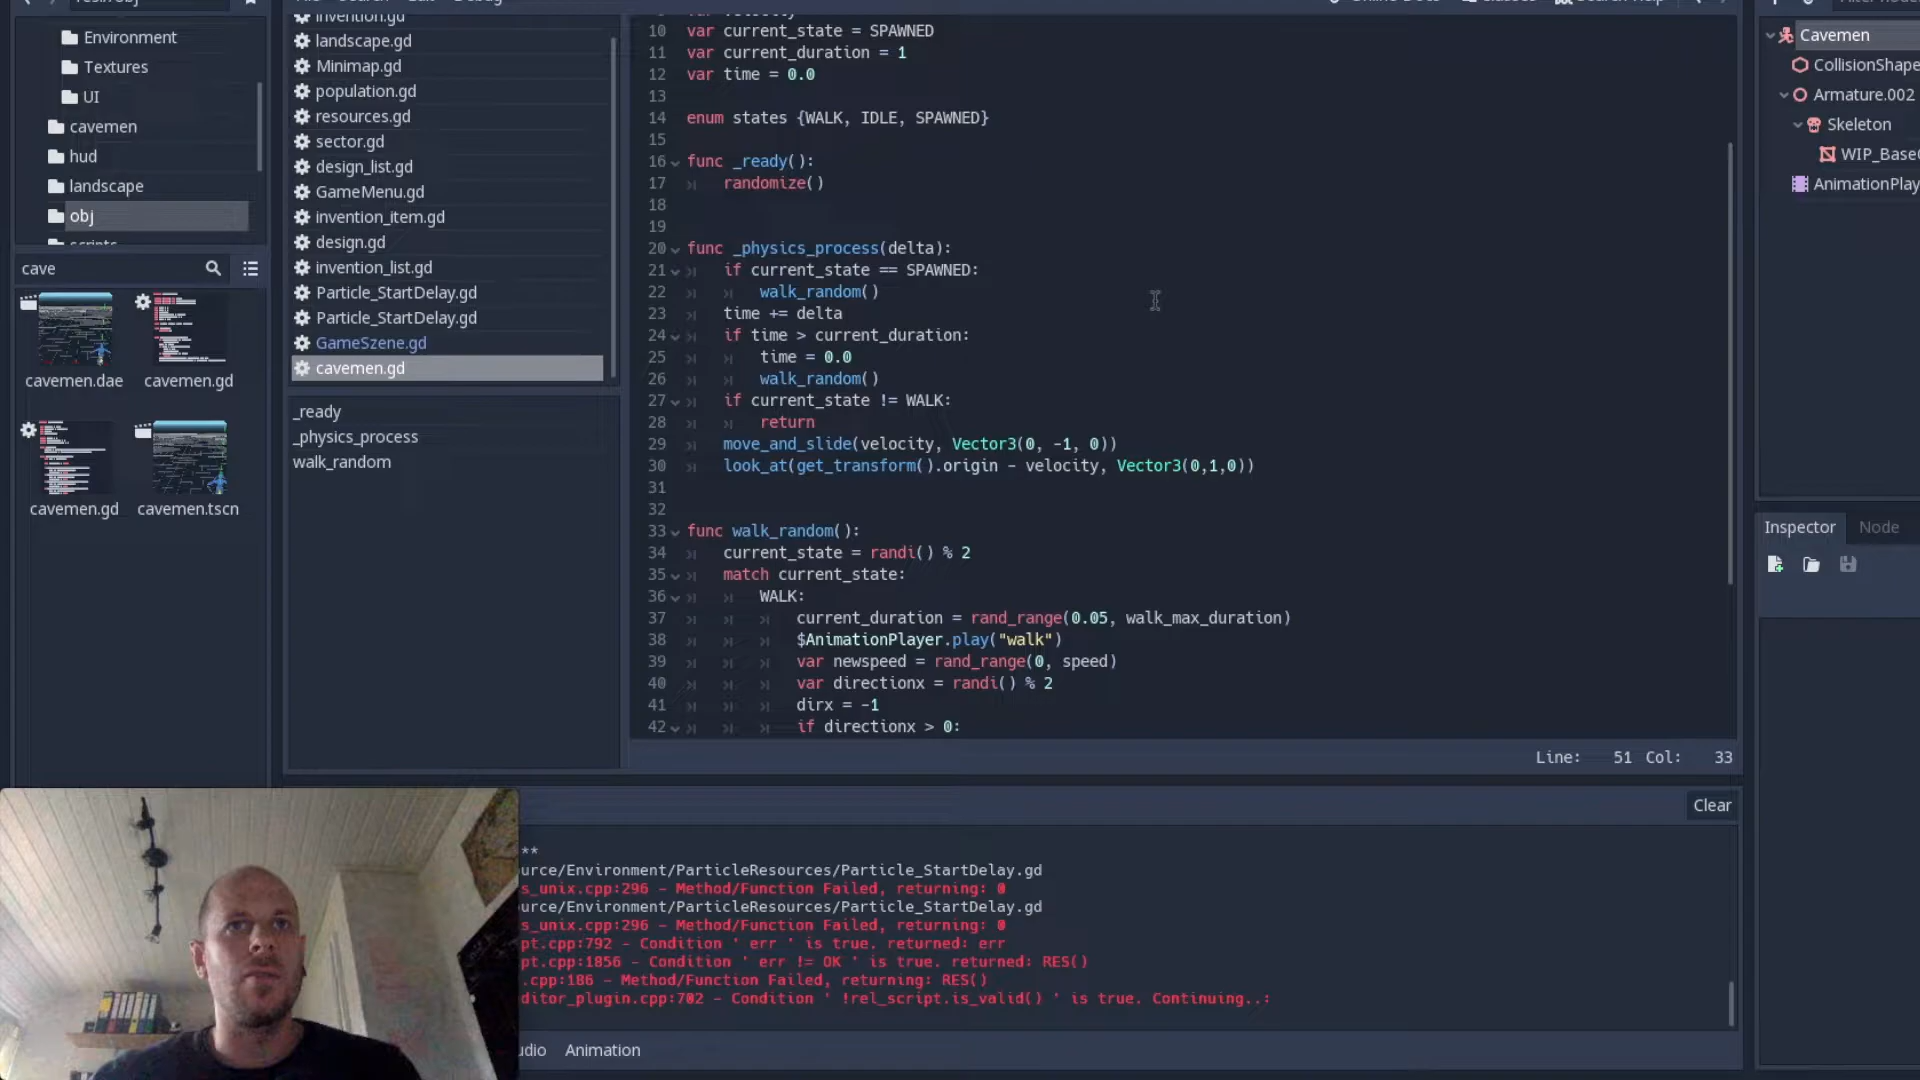 Environment
Textures
UI
cavemen
hud
landscape
obj
scripts
cave
cavemen.dae
cavemen.gd
cavemen.gd
cavemen.tscn
invention.gd
landscape.gd
Minimap.gd
population.gd
resources.gd
sector.gd
design_list.gd
GameMenu.gd
invention_item.gd
design.gd
invention_list.gd
Particle_StartDelay.gd
Particle_StartDelay.gd
GameSzene.gd
cavemen.gd
_ready
_physics_process
walk_random
10 var current_state = SPAWNED
11 var current_duration = 1
12 var time = 0.0
13
14 enum states {WALK, IDLE, SPAWNED}
15
16 func _ready():
17 randomize()
18
19
20 func _physics_process(delta):
21 if current_state == SPAWNED:
22 walk_random()
23 time += delta
24 if time > current_duration:
25 time = 0.0
26 walk_random()
27 if current_state != WALK:
28 return
29 move_and_slide(velocity, Vector3(0, -1, 0))
30 look_at(get_transform().origin - velocity, Vector3(0,1,0))
31
32
33 func walk_random():
34 current_state = randi() % 2
35 match current_state:
36 WALK:
37 current_duration = rand_range(0.05, walk_max_duration)
38 $AnimationPlayer.play("walk")
39 var newspeed = rand_range(0, speed)
40 var directionx = randi() % 2
41 dirx = -1
42 if directionx > 0:
Line: 51 Col: 33
Clear
**
urce/Environment/ParticleResources/Particle_StartDelay.gd
s_unix.cpp:296 - Method/Function Failed, returning: 0
urce/Environment/ParticleResources/Particle_StartDelay.gd
s_unix.cpp:296 - Method/Function Failed, returning: 0
pt.cpp:792 - Condition ' err ' is true. returned: err
pt.cpp:1856 - Condition ' err != OK ' is true. returned: RES()
.cpp:186 - Method/Function Failed, returning: RES()
ditor_plugin.cpp:702 - Condition ' !rel_script.is_valid() ' is true. Continuing..:
udio Animation
Cavemen
CollisionShape
Armature.002
Skeleton
WIP_Base
AnimationPlay
Inspector Node